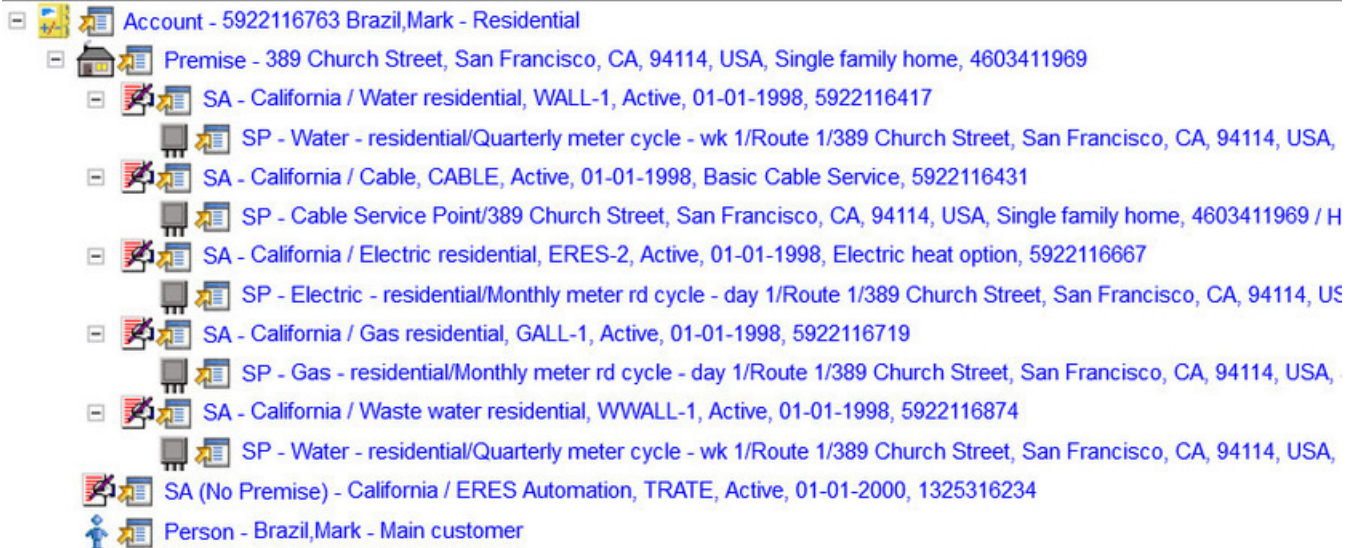 Account - 5922116763 Brazil,Mark - Residential
Premise - 389 Church Street, San Francisco, CA, 94114, USA, Single family home, 4603411969
SA - California / Water residential, WALL-1, Active, 01-01-1998, 5922116417
SP - Water - residential/Quarterly meter cycle - wk 1/Route 1/389 Church Street, San Francisco, CA, 94114, USA,
SA - California / Cable, CABLE, Active, 01-01-1998, Basic Cable Service, 5922116431
SP - Cable Service Point/389 Church Street, San Francisco, CA, 94114, USA, Single family home, 4603411969 / H
SA - California / Electric residential, ERES-2, Active, 01-01-1998, Electric heat option, 5922116667
SP - Electric - residential/Monthly meter rd cycle - day 1/Route 1/389 Church Street, San Francisco, CA, 94114, US
SA - California / Gas residential, GALL-1, Active, 01-01-1998, 5922116719
SP - Gas - residential/Monthly meter rd cycle - day 1/Route 1/389 Church Street, San Francisco, CA, 94114, USA,
SA - California / Waste water residential, WWALL-1, Active, 01-01-1998, 5922116874
SP - Water - residential/Quarterly meter cycle - wk 1/Route 1/389 Church Street, San Francisco, CA, 94114, USA,
SA (No Premise) - California / ERES Automation, TRATE, Active, 01-01-2000, 1325316234
Person - Brazil,Mark - Main customer